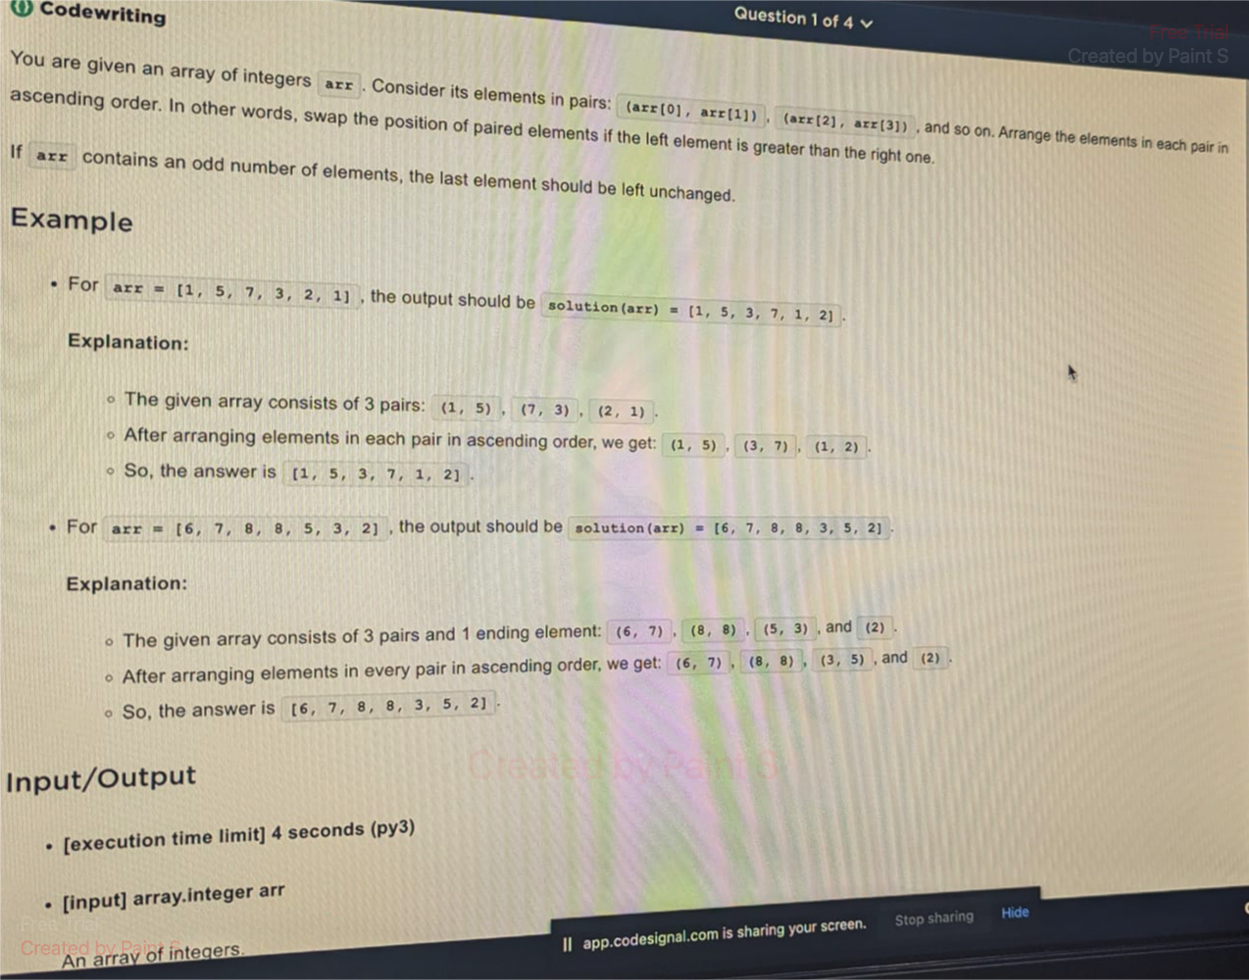 Codewriting
Question 1 of 4
Free Trial
Created by Paint S
You are given an array of integers arr . Consider its elements in pairs: (arr[0], arr[1]) , (arr[2], arr[3]) , and so on. Arrange the elements in each pair in
ascending order. In other words, swap the position of paired elements if the left element is greater than the right one.
If arr contains an odd number of elements, the last element should be left unchanged.
Example
• For arr = [1, 5, 7, 3, 2, 1] , the output should be solution(arr) = [1, 5, 3, 7, 1, 2] .
Explanation:
◦ The given array consists of 3 pairs: (1, 5) , (7, 3) , (2, 1) .
◦ After arranging elements in each pair in ascending order, we get: (1, 5) , (3, 7) , (1, 2) .
◦ So, the answer is [1, 5, 3, 7, 1, 2] .
• For arr = [6, 7, 8, 8, 5, 3, 2] , the output should be solution(arr) = [6, 7, 8, 8, 3, 5, 2] .
Explanation:
◦ The given array consists of 3 pairs and 1 ending element: (6, 7) , (8, 8) , (5, 3) , and (2) .
◦ After arranging elements in every pair in ascending order, we get: (6, 7) , (8, 8) , (3, 5) , and (2) .
◦ So, the answer is [6, 7, 8, 8, 3, 5, 2] .
Created by Paint S
Input/Output
• [execution time limit] 4 seconds (py3)
• [input] array.integer arr
Free Trial
Created by Paint S
An array of integers.
|| app.codesignal.com is sharing your screen. Stop sharing Hide